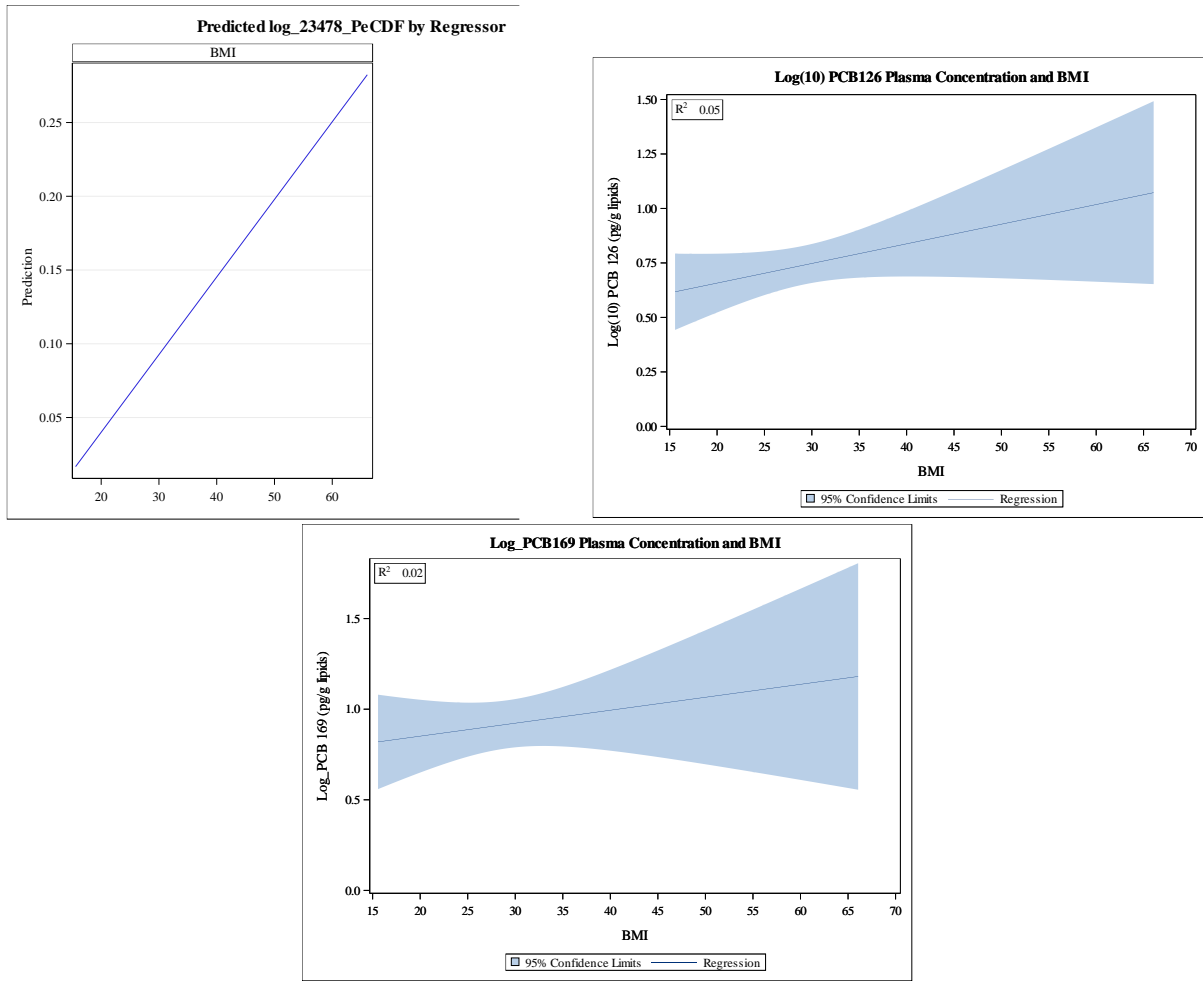 Predicted log_23478_PeCDF by Regressor
BMI
Prediction
0.25
0.20
0.15
0.10
0.05
20 30 40 50 60
Log(10) PCB126 Plasma Concentration and BMI
R² 0.05
Log(10) PCB 126 (pg/g lipids)
1.50
1.25
1.00
0.75
0.50
0.25
0.00
15 20 25 30 35 40 45 50 55 60 65 70
BMI
95% Confidence Limits Regression
Log_PCB169 Plasma Concentration and BMI
R² 0.02
Log_PCB 169 (pg/g lipids)
1.5
1.0
0.5
0.0
15 20 25 30 35 40 45 50 55 60 65 70
BMI
95% Confidence Limits Regression